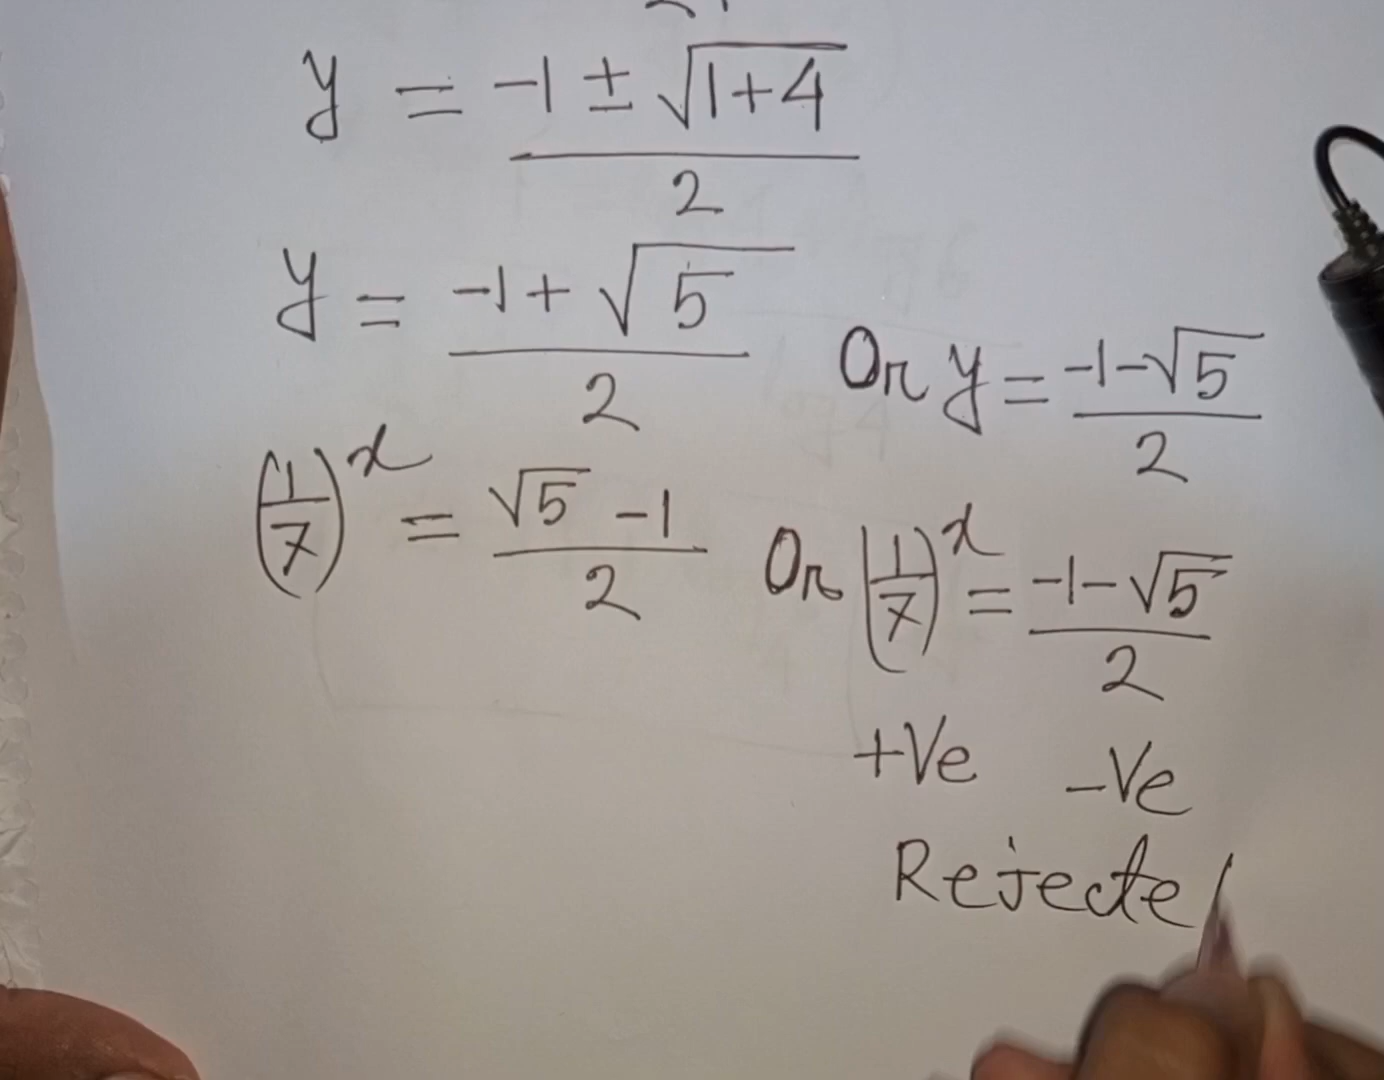 y = (-1 ± √(1+4))/2
y = (-1 + √5)/2 Or y = (-1-√5)/2
(1/7)^x = (√5 - 1)/2 Or (1/7)^x = (-1-√5)/2
+Ve -Ve
Rejecte